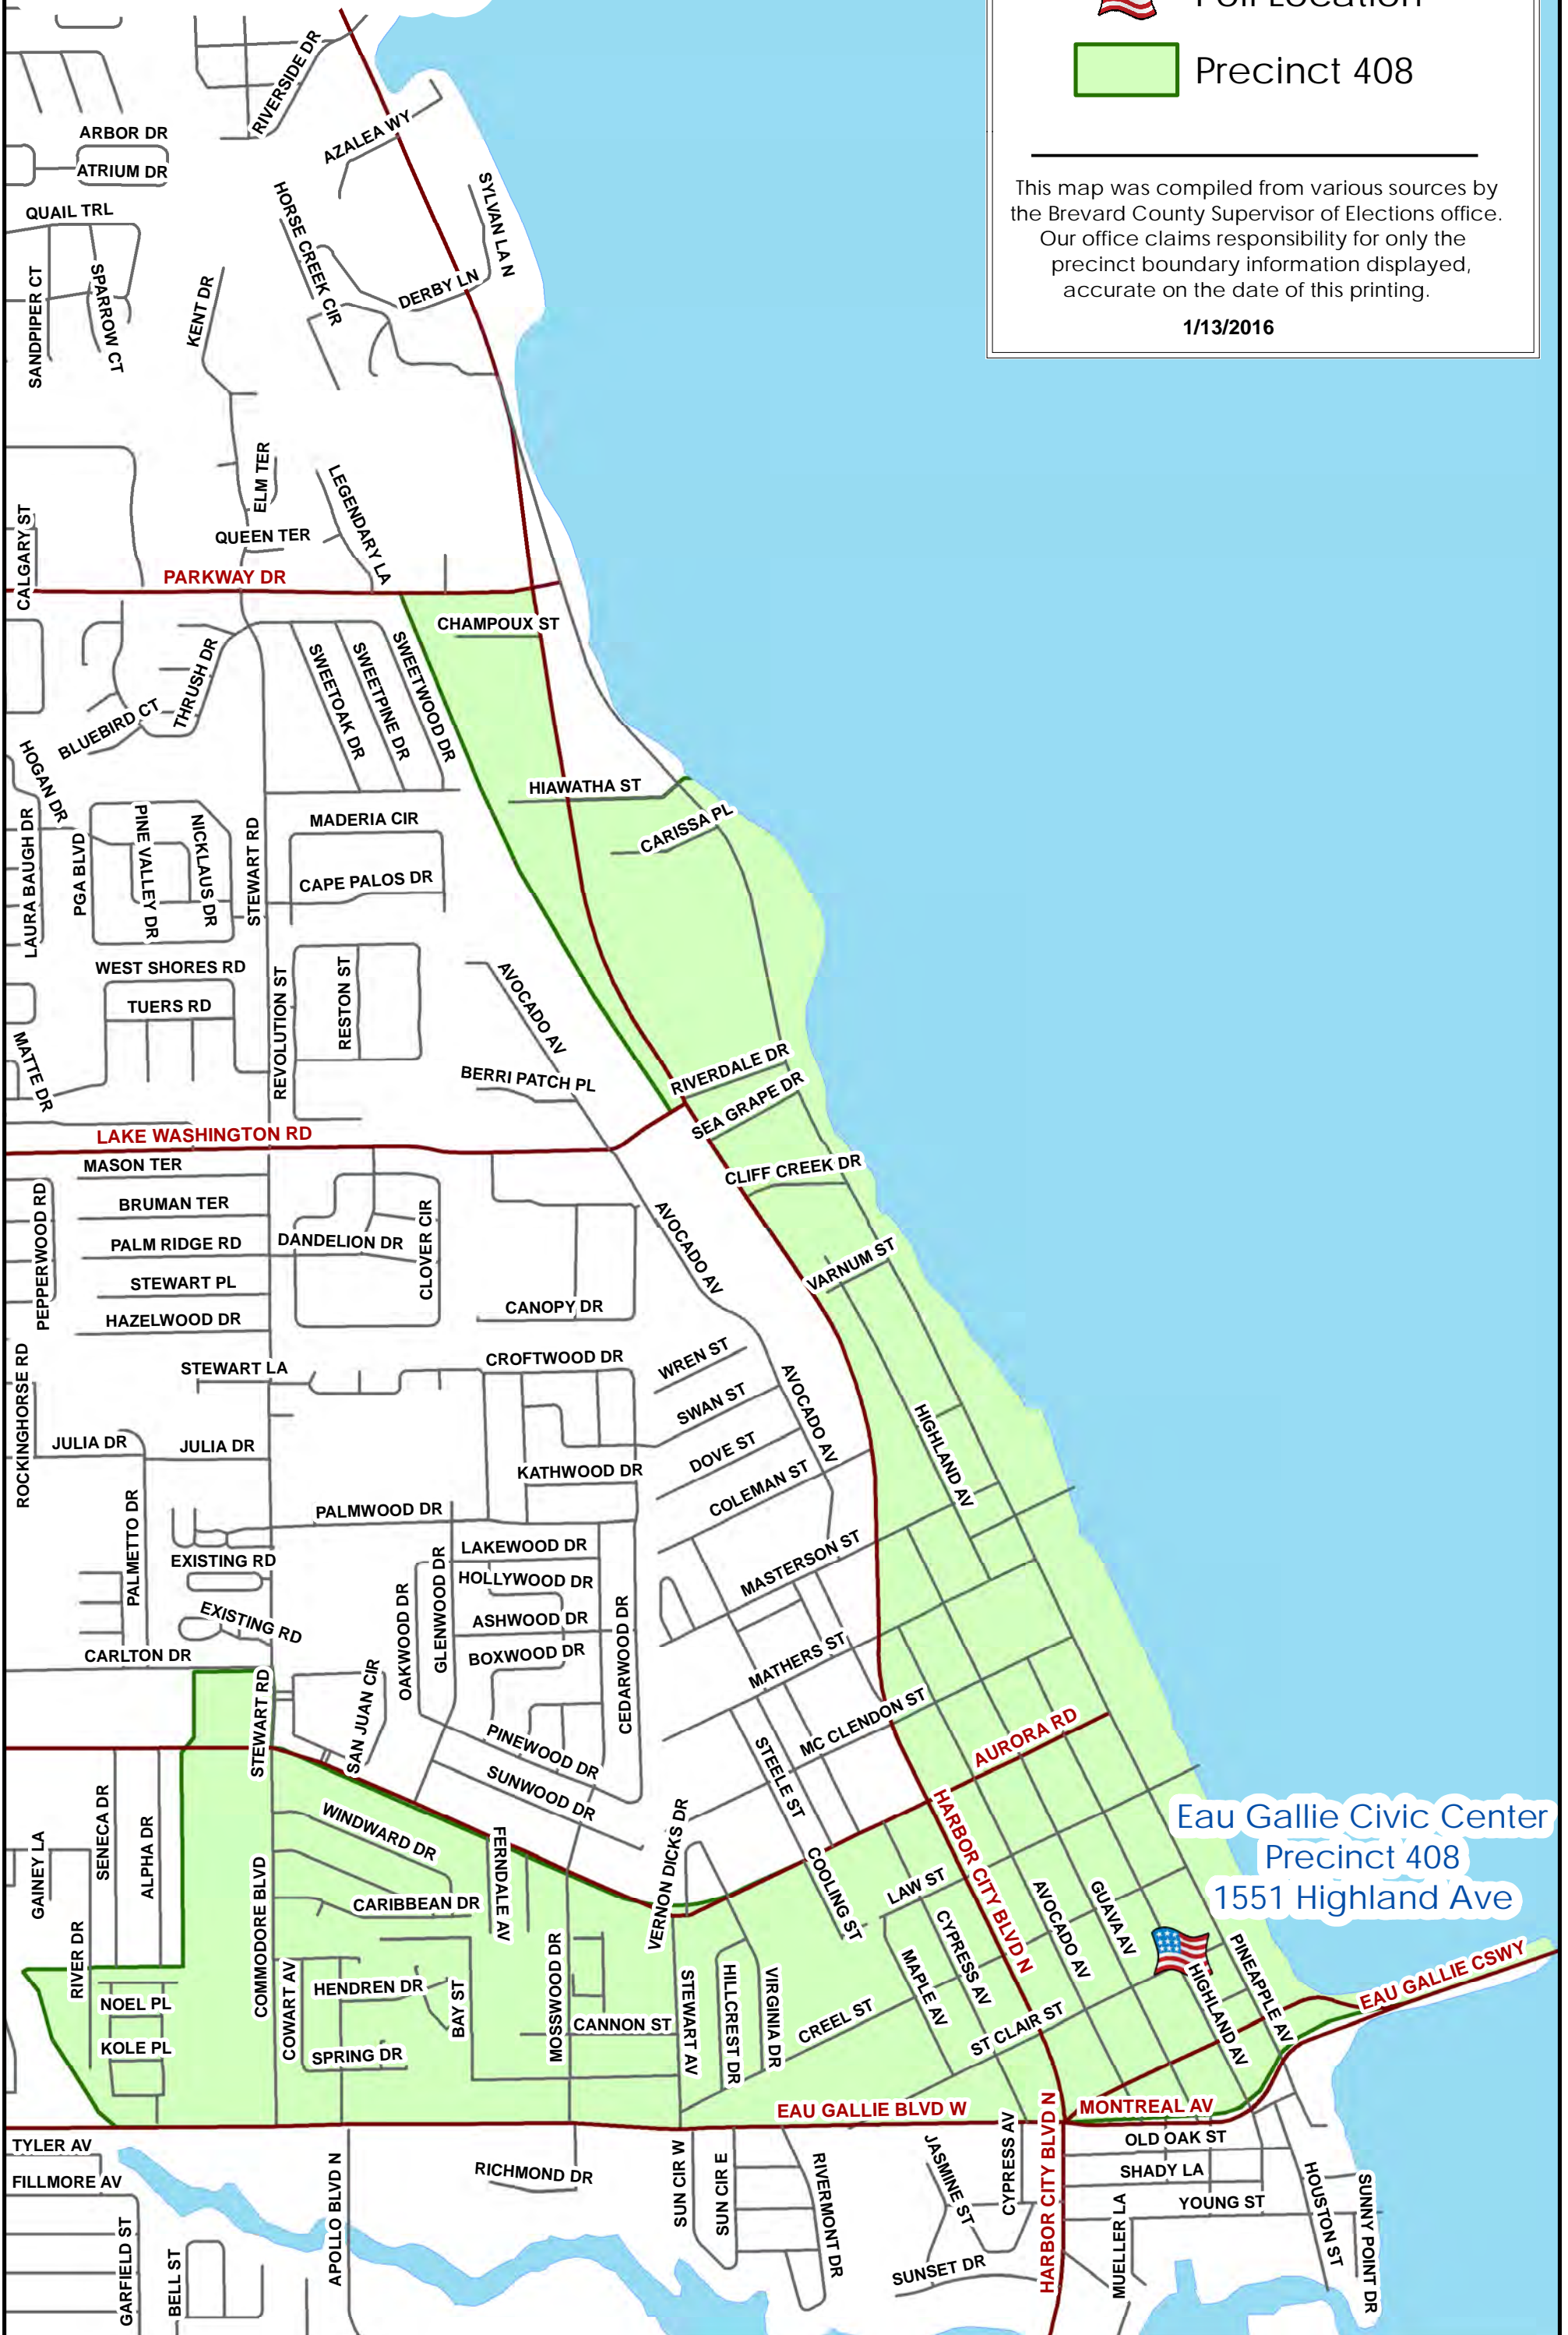 Poll Location
Precinct 408
This map was compiled from various sources by
the Brevard County Supervisor of Elections office.
Our office claims responsibility for only the
precinct boundary information displayed,
accurate on the date of this printing.
1/13/2016
RIVERSIDE DR
ARBOR DR
ATRIUM DR
AZALEA WY
QUAIL TRL
HORSE CREEK CIR
SYLVAN LA N
SANDPIPER CT
SPARROW CT
KENT DR
DERBY LN
ELM TER
LEGENDARY LA
CALGARY ST
QUEEN TER
PARKWAY DR
CHAMPOUX ST
THRUSH DR
BLUEBIRD CT
SWEETOAK DR
SWEETPINE DR
SWEETWOOD DR
HOGAN DR
HIAWATHA ST
LAURA BAUGH DR
PGA BLVD
PINE VALLEY DR
NICKLAUS DR
STEWART RD
MADERIA CIR
CARISSA PL
CAPE PALOS DR
WEST SHORES RD
TUERS RD
REVOLUTION ST
RESTON ST
AVOCADO AV
MATTE DR
BERRI PATCH PL
RIVERDALE DR
SEA GRAPE DR
LAKE WASHINGTON RD
MASON TER
CLIFF CREEK DR
PEPPERWOOD RD
BRUMAN TER
PALM RIDGE RD
DANDELION DR
CLOVER CIR
AVOCADO AV
VARNUM ST
STEWART PL
HAZELWOOD DR
CANOPY DR
ROCKINGHORSE RD
STEWART LA
CROFTWOOD DR
WREN ST
SWAN ST
AVOCADO AV
HIGHLAND AV
JULIA DR
JULIA DR
DOVE ST
KATHWOOD DR
COLEMAN ST
PALMETTO DR
PALMWOOD DR
LAKEWOOD DR
MASTERSON ST
EXISTING RD
HOLLYWOOD DR
OAKWOOD DR
GLENWOOD DR
EXISTING RD
ASHWOOD DR
CEDARWOOD DR
CARLTON DR
BOXWOOD DR
MATHERS ST
STEWART RD
SAN JUAN CIR
PINEWOOD DR
MC CLENDON ST
AURORA RD
STEELE ST
SUNWOOD DR
HARBOR CITY BLVD N
Eau Gallie Civic Center
Precinct 408
1551 Highland Ave
GAINEY LA
SENECA DR
ALPHA DR
WINDWARD DR
FERNDALE AV
VERNON DICKS DR
COOLING ST
LAW ST
COMMODORE BLVD
CARIBBEAN DR
AVOCADO AV
GUAVA AV
CYPRESS AV
MAPLE AV
PINEAPPLE AV
HIGHLAND AV
EAU GALLIE CSWY
RIVER DR
NOEL PL
KOLE PL
COWART AV
HENDREN DR
BAY ST
SPRING DR
MOSSWOOD DR
CANNON ST
STEWART AV
HILLCREST DR
VIRGINIA DR
CREEL ST
ST CLAIR ST
EAU GALLIE BLVD W
MONTREAL AV
TYLER AV
FILLMORE AV
GARFIELD ST
BELL ST
APOLLO BLVD N
RICHMOND DR
SUN CIR W
SUN CIR E
RIVERMONT DR
JASMINE ST
CYPRESS AV
SUNSET DR
HARBOR CITY BLVD N
OLD OAK ST
SHADY LA
YOUNG ST
MUELLER LA
HOUSTON ST
SUNNY POINT DR